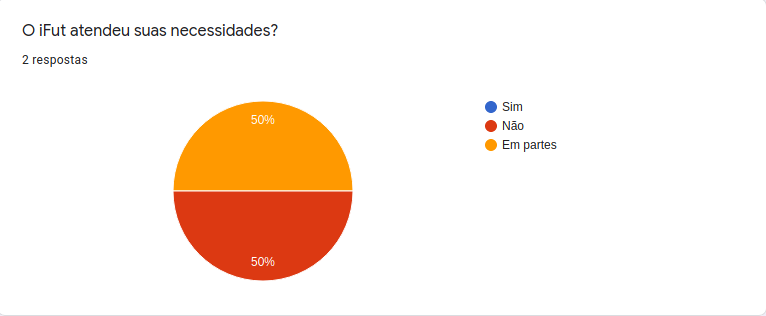 O iFut atendeu suas necessidades?
2 respostas
50%
50%
Sim
Não
Em partes